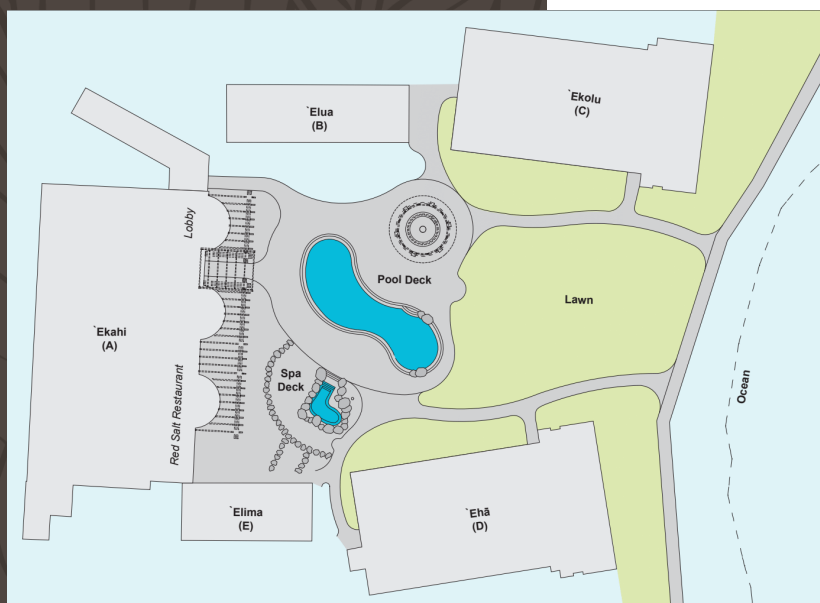 `Elua
(B)
`Ekolu
(C)
Lobby
Pool Deck
Lawn
`Ekahi
(A)
Spa
Deck
Red Salt Restaurant
Ocean
`Elima
(E)
`Ehā
(D)